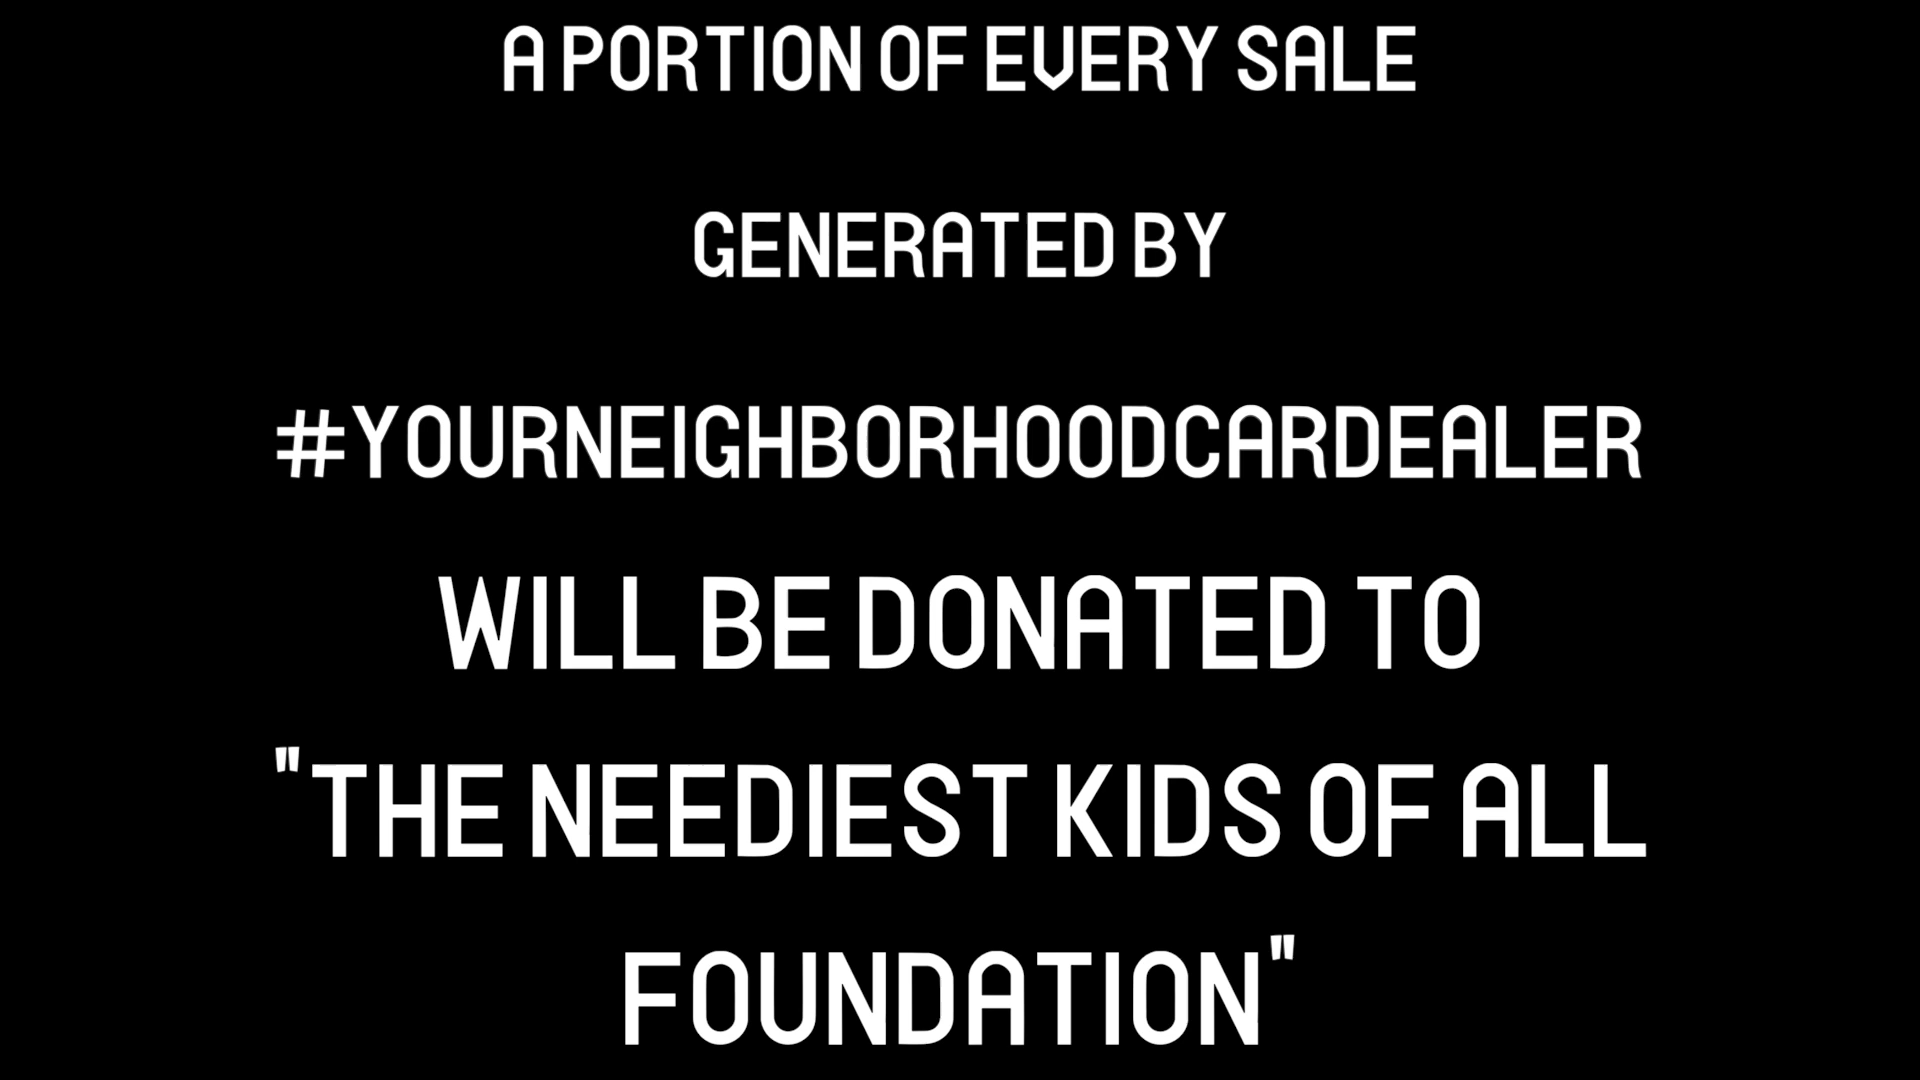 A PORTION OF EVERY SALE
GENERATED BY
#YOURNEIGHBORHOODCARDEALER
WILL BE DONATED TO
"THE NEEDIEST KIDS OF ALL
FOUNDATION"